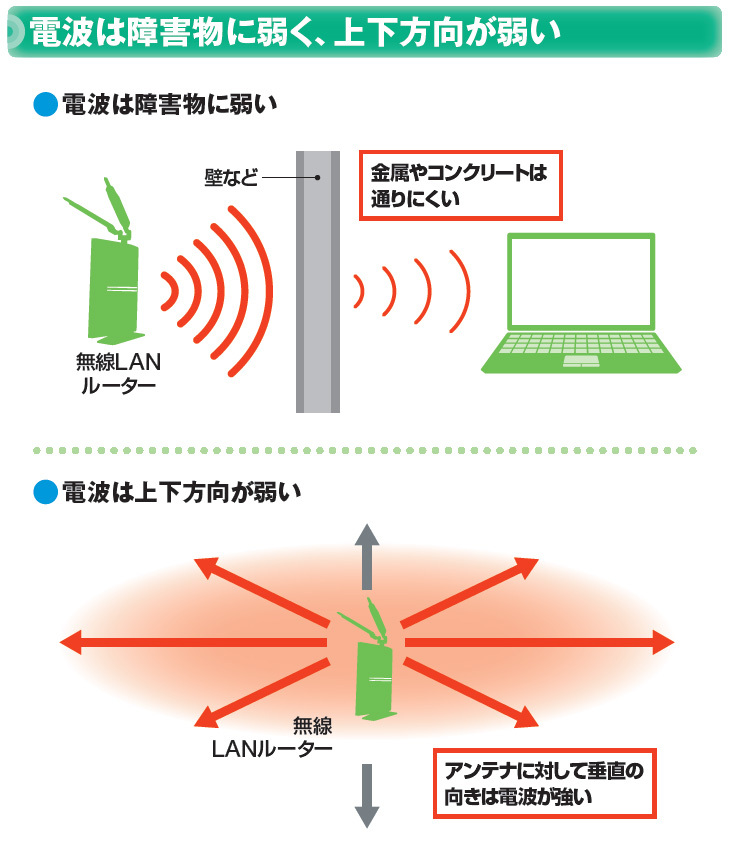 電波は障害物に弱く、上下方向が弱い
●電波は障害物に弱い
壁など
金属やコンクリートは
通りにくい
無線LAN
ルーター
●電波は上下方向が弱い
無線
LANルーター
アンテナに対して垂直の
向きは電波が強い